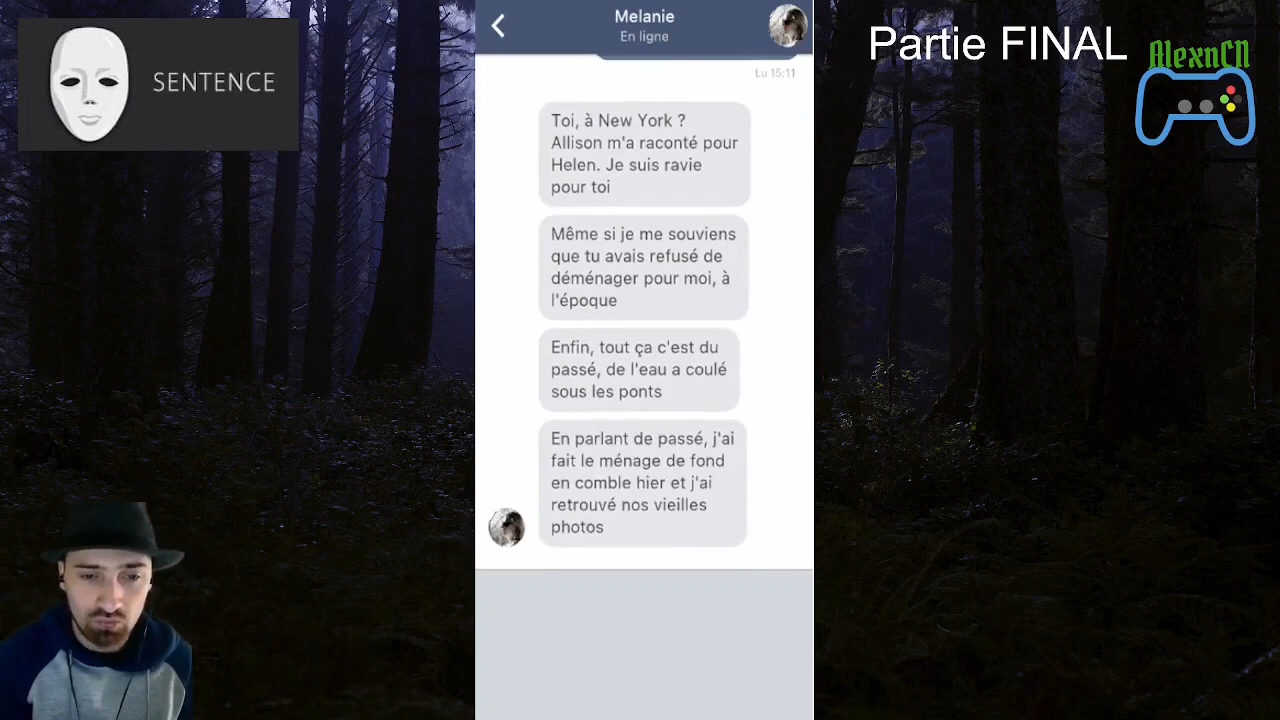 SENTENCE
Melanie
En ligne
Lu 15:11
Toi, à New York ?
Allison m'a raconté pour
Helen. Je suis ravie
pour toi
Même si je me souviens
que tu avais refusé de
déménager pour moi, à
l'époque
Enfin, tout ça c'est du
passé, de l'eau a coulé
sous les ponts
En parlant de passé, j'ai
fait le ménage de fond
en comble hier et j'ai
retrouvé nos vieilles
photos
Partie FINAL
AlexnCN